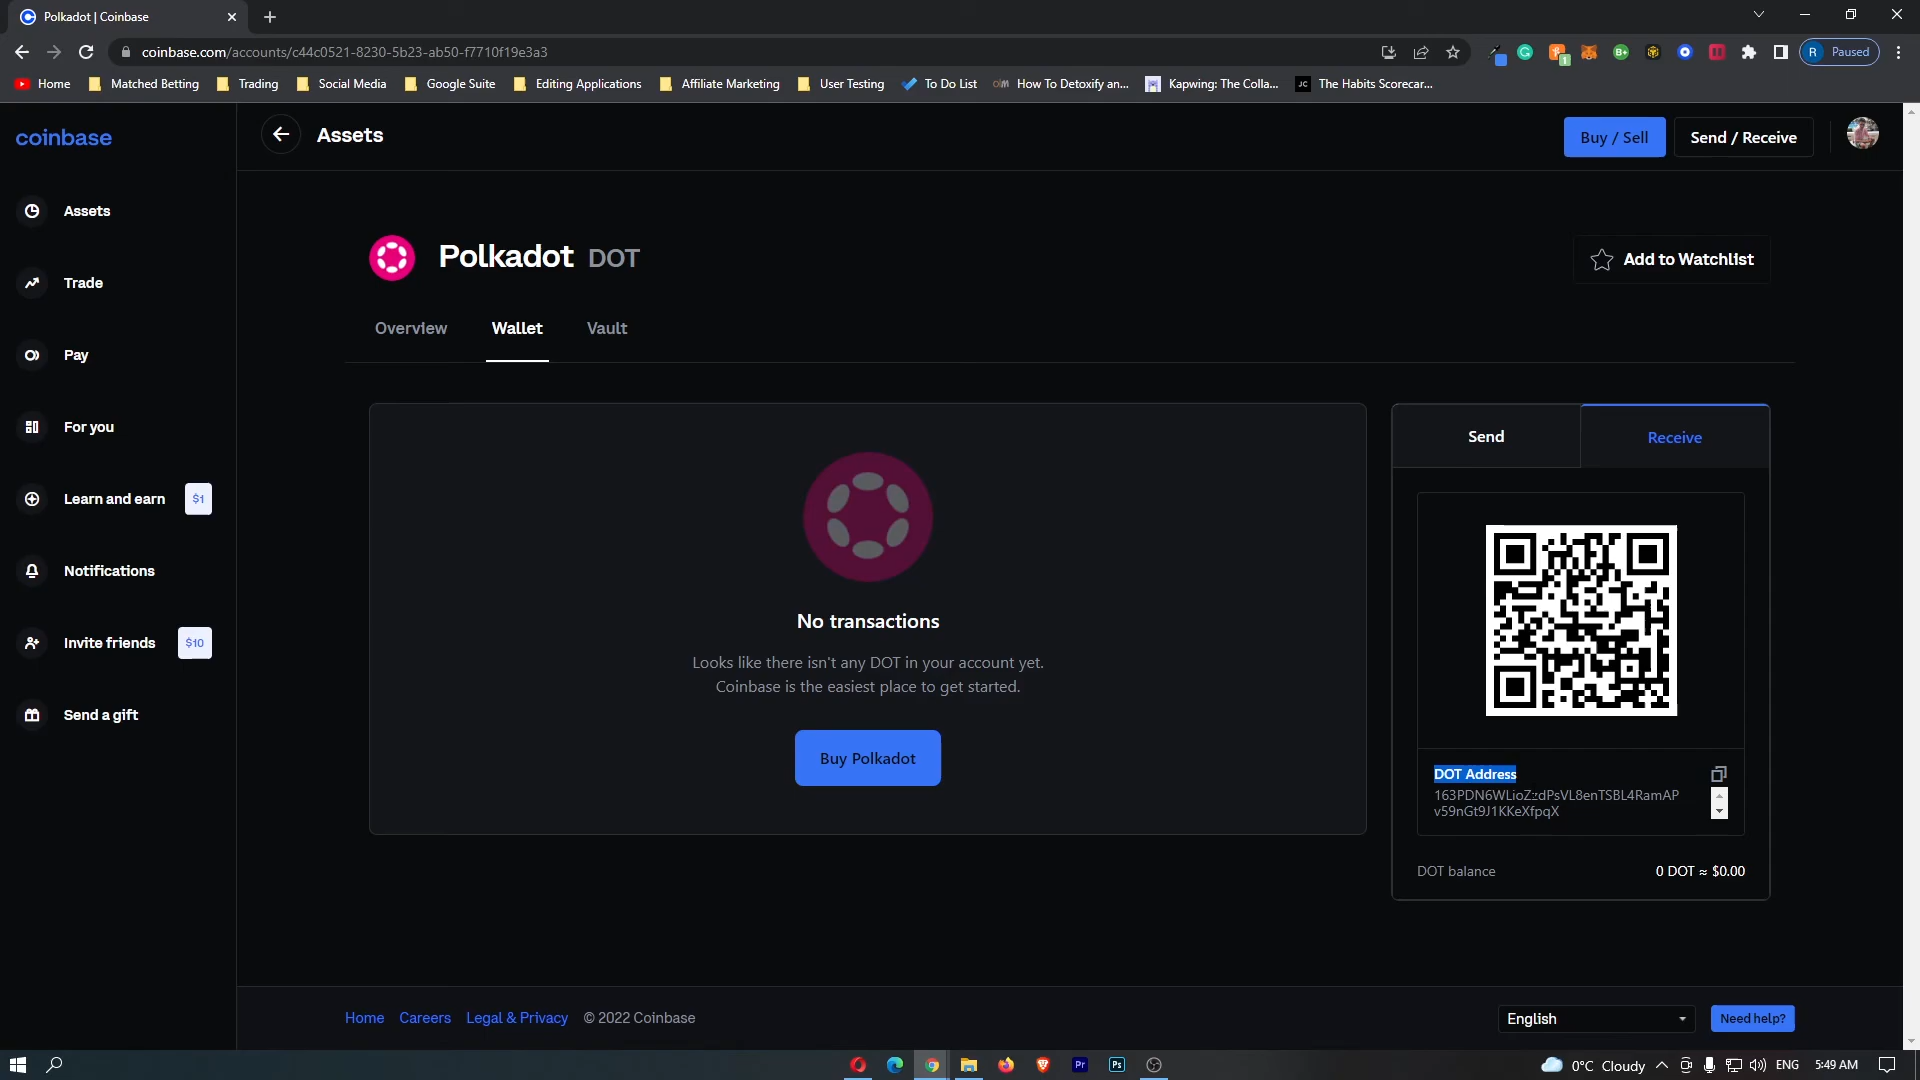 Polkadot | Coinbase
coinbase.com/accounts/c44c0521-8230-5b23-ab50-f7710f19e3a3
1
R Paused
Home
Matched Betting
Trading
Social Media
Google Suite
Editing Applications
Affiliate Marketing
User Testing
To Do List
How To Detoxify an...
Kapwing: The Colla...
JC The Habits Scorecar...
coinbase
Assets
Buy / Sell
Send / Receive
Assets
Trade
Pay
For you
Learn and earn $1
Notifications
Invite friends $10
Send a gift
Polkadot DOT
Add to Watchlist
Overview
Wallet
Vault
No transactions
Looks like there isn't any DOT in your account yet.
Coinbase is the easiest place to get started.
Buy Polkadot
Send
Receive
DOT Address
163PDN6WLioZzdPsVL8enTSBL4RamAP
v59nGt9J1KKeXfpqX
DOT balance
0 DOT ≈ $0.00
Home Careers Legal & Privacy © 2022 Coinbase
English
Need help?
Pr
Ps
0°C Cloudy
ENG
5:49 AM